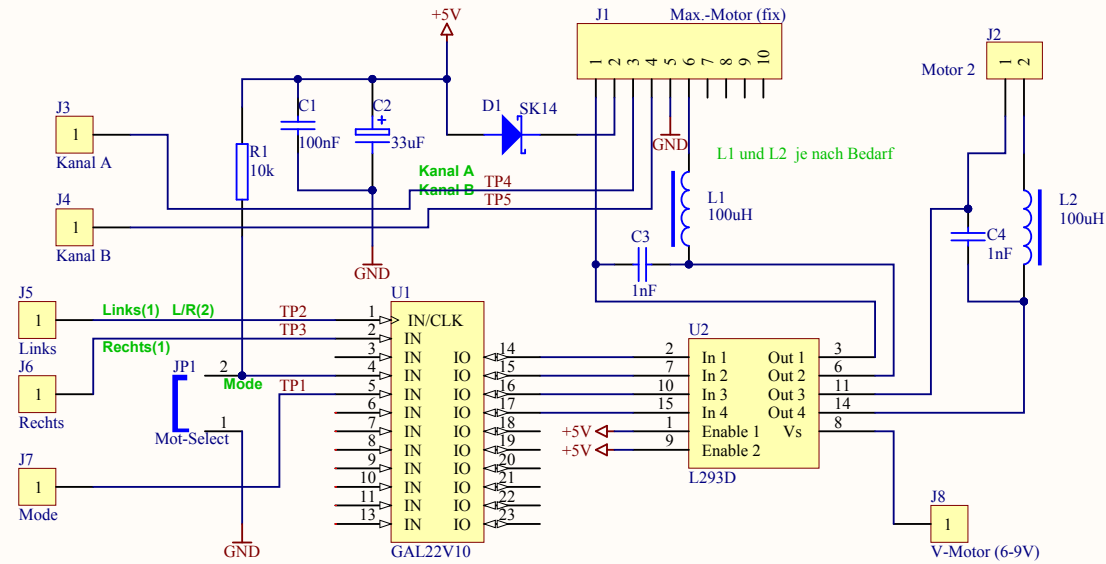 +5V
J1 Max.-Motor (fix)
1 2 3 4 5 6 7 8 9 10
J2
1 2
Motor 2
J3
1
Kanal A
R1
10k
C1
100nF
C2
+
33uF
D1
SK14
GND
L1 und L2 je nach Bedarf
Kanal A
TP4
Kanal B
TP5
J4
1
Kanal B
GND
L1
100uH
L2
100uH
C3
1nF
C4
1nF
J5
1
Links
Links(1) L/R(2)
TP2
TP3
Rechts(1)
J6
1
Rechts
JP1
2
Mode
TP1
1
Mot-Select
J7
1
Mode
GND
U1
1 IN/CLK
2 IN
3 IN IO 14
4 IN IO 15
5 IN IO 16
6 IN IO 17
7 IN IO 18
8 IN IO 19
9 IN IO 20
10 IN IO 21
11 IN IO 22
13 IN IO 23
GAL22V10
U2
2 In 1 Out 1 3
7 In 2 Out 2 6
10 In 3 Out 3 11
15 In 4 Out 4 14
+5V 1 Enable 1 Vs 8
+5V 9 Enable 2
L293D
J8
1
V-Motor (6-9V)